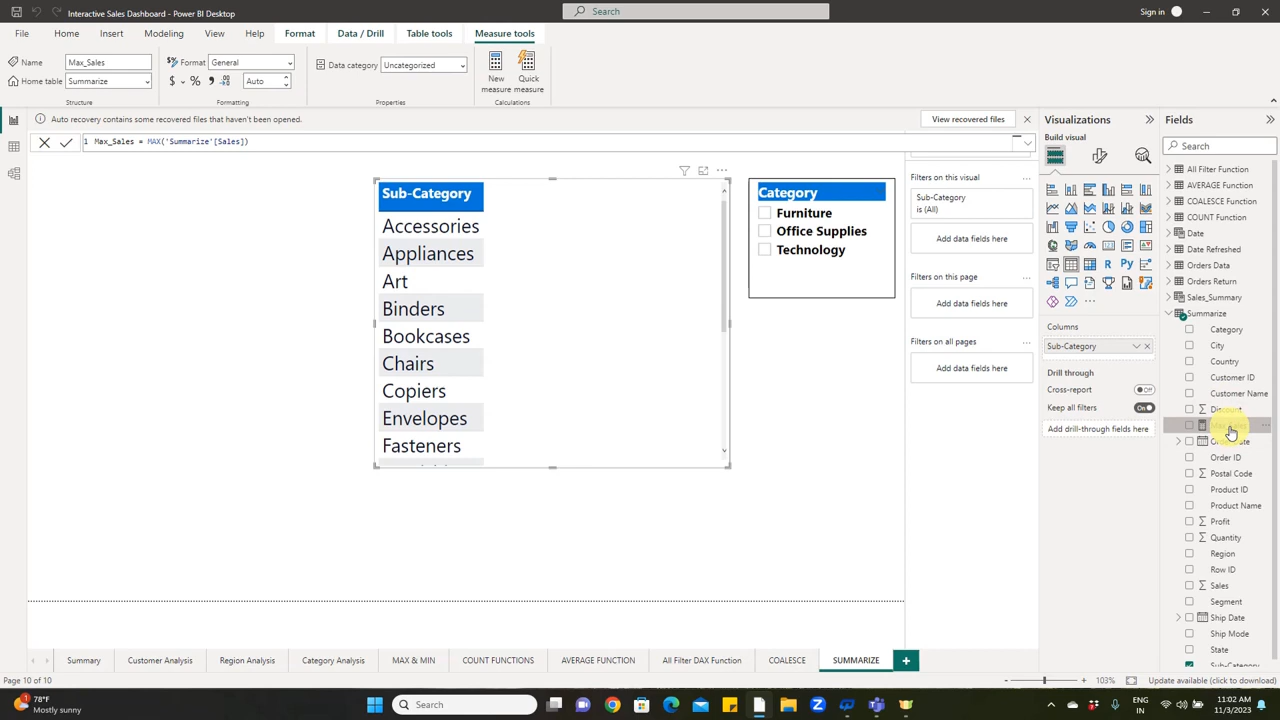 Interactive Sales Dashboard - Power BI Desktop
Search
Sign in
File Home Insert Modeling View Help Format Data / Drill Table tools Measure tools
Name Max_Sales
Format General
Data category Uncategorized
Home table Summarize
$ % Auto
New measure
Quick measure
Structure Formatting Properties Calculations
Auto recovery contains some recovered files that haven't been opened.
View recovered files
1 Max_Sales = MAX('Summarize'[Sales])
Sub-Category
Accessories
Appliances
Art
Binders
Bookcases
Chairs
Copiers
Envelopes
Fasteners
Category
Furniture
Office Supplies
Technology
Filters on this visual
Sub-Category
is (All)
Add data fields here
Filters on this page
Add data fields here
Filters on all pages
Add data fields here
Visualizations
Build visual
R Py
Columns
Sub-Category
Drill through
Cross-report Off
Keep all filters On
Add drill-through fields here
Fields
Search
All Filter Function
AVERAGE Function
COALESCE Function
COUNT Function
Date
Date Refreshed
Orders Data
Orders Return
Sales_Summary
Summarize
Category
City
Country
Customer ID
Customer Name
Discount
Order Date
Order ID
Postal Code
Product ID
Product Name
Profit
Quantity
Region
Row ID
Sales
Segment
Ship Date
Ship Mode
State
Sub-Category
Summary Customer Analysis Region Analysis Category Analysis MAX & MIN COUNT FUNCTIONS AVERAGE FUNCTION All Filter DAX Function COALESCE SUMMARIZE
Page 10 of 10
103%
Update available (click to download)
78°F
Mostly sunny
Search
ENG
IN
11:02 AM
11/3/2023